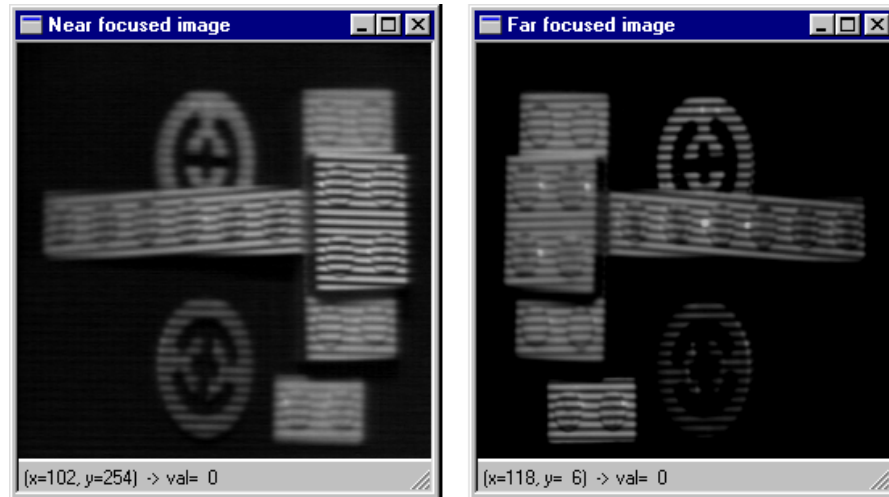 Near focused image
Far focused image
(x=102, y=254) -> val= 0
(x=118, y= 6) -> val= 0